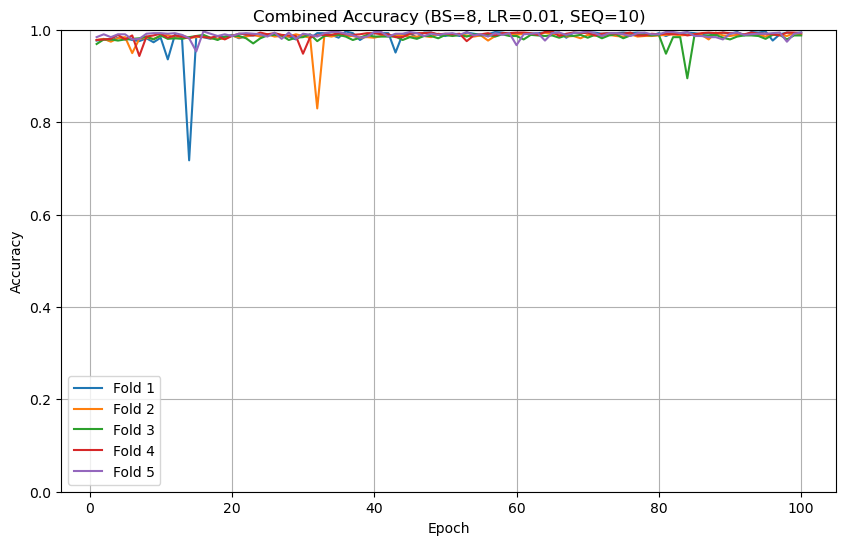 Combined Accuracy (BS=8, LR=0.01, SEQ=10)
1.0
0.8
0.6
0.4
0.2
0.0
Accuracy
Fold 1
Fold 2
Fold 3
Fold 4
Fold 5
0 20 40 60 80 100
Epoch